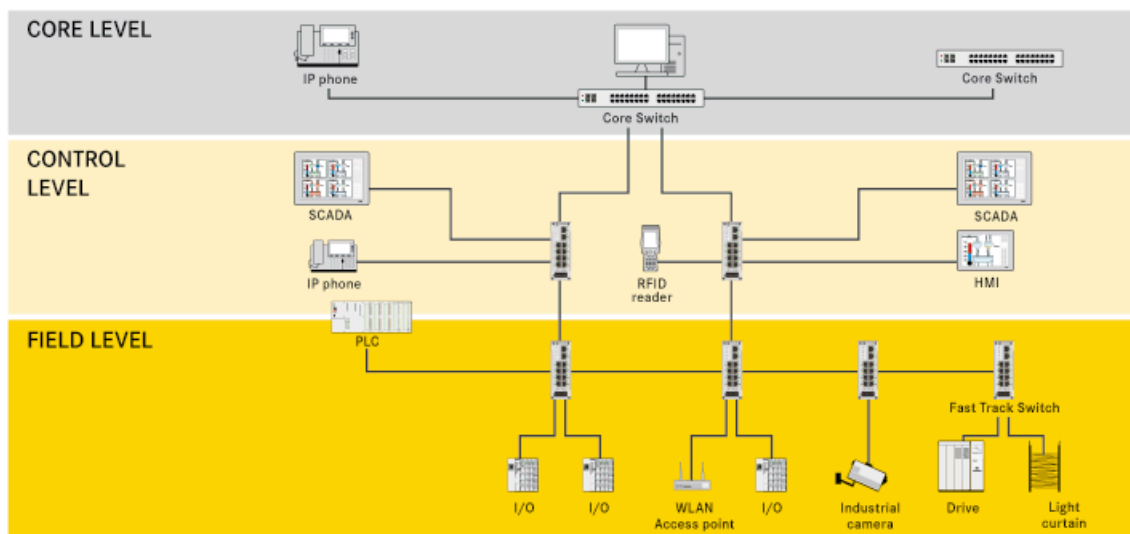 CORE LEVEL
IP phone
Core Switch
Core Switch
CONTROL
LEVEL
SCADA
SCADA
IP phone
RFID
reader
HMI
PLC
FIELD LEVEL
Fast Track Switch
I/O
I/O
WLAN
Access point
I/O
Industrial
camera
Drive
Light
curtain